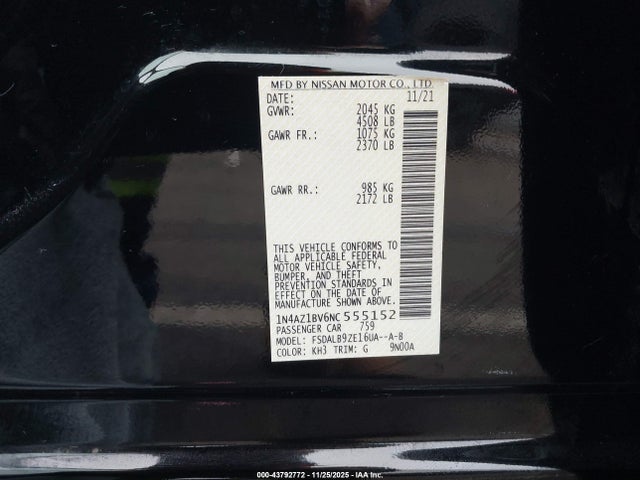 MFD BY NISSAN MOTOR CO., LTD.
DATE: 11/21
GVWR: 2045 KG
4508 LB
GAWR FR.: 1075 KG
2370 LB
GAWR RR.: 985 KG
2172 LB
THIS VEHICLE CONFORMS TO
ALL APPLICABLE FEDERAL
MOTOR VEHICLE SAFETY,
BUMPER, AND THEFT
PREVENTION STANDARDS IN
EFFECT ON THE DATE OF
MANUFACTURE SHOWN ABOVE.
1N4AZ1BV6NC555152
PASSENGER CAR 759
MODEL: FSDALB9ZE16UA--A-B
COLOR: KH3 TRIM: G 9N00A
000-43792772 - 11/25/2025 - IAA Inc.